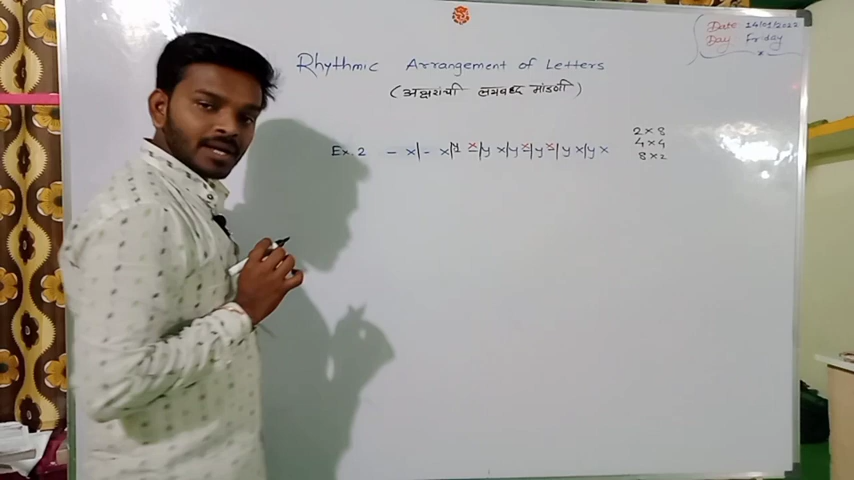 Date 14/01/2022
Day Friday
Rhythmic Arrangement of Letters
(अक्षरांची लयबद्ध मांडणी)
2×8
4×4
8×2
Ex. 2 – x|– x|y x̲|y x|y x̲|y x̲|y x|y x